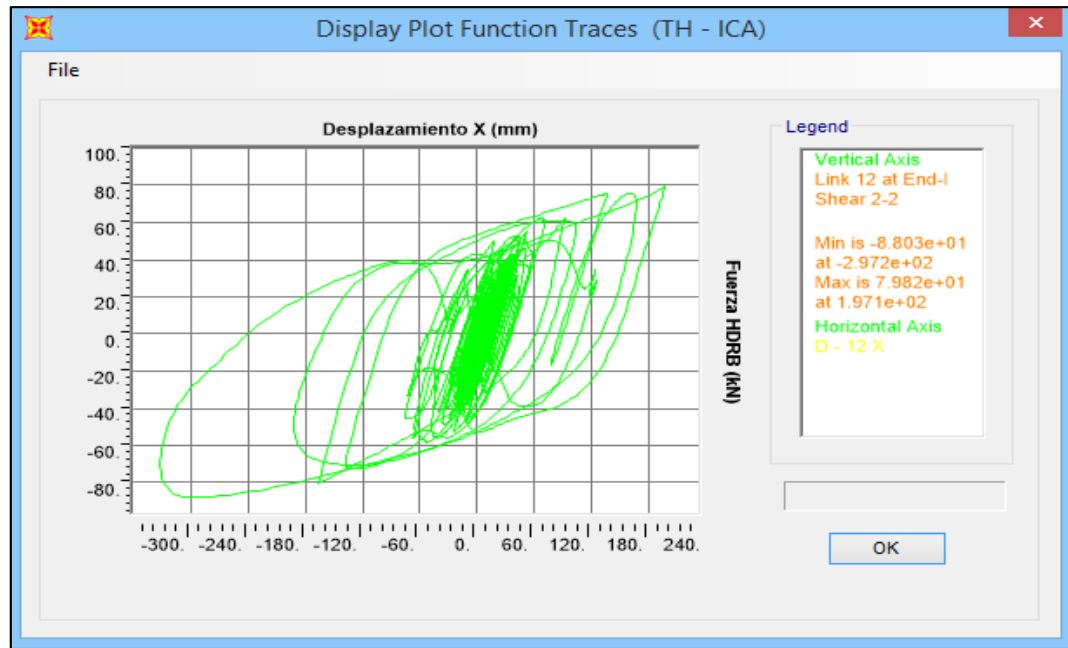 Display Plot Function Traces (TH - ICA)
File
Desplazamiento X (mm)
100.
80.
60.
40.
20.
0.
-20.
-40.
-60.
-80.
-300. -240. -180. -120. -60. 0. 60. 120. 180. 240.
Fuerza HDRB (kN)
Legend
Vertical Axis
Link 12 at End-I
Shear 2-2
Min is -8.803e+01
at -2.972e+02
Max is 7.982e+01
at 1.971e+02
Horizontal Axis
D - 12 X
OK